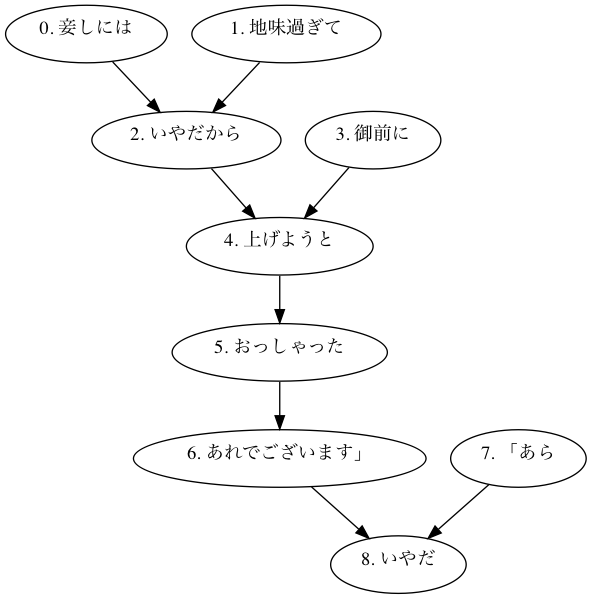 0. 妾しには
1. 地味過ぎて
2. いやだから
3. 御前に
4. 上げようと
5. おっしゃった
6. あれでございます」
7. 「あら
8. いやだ